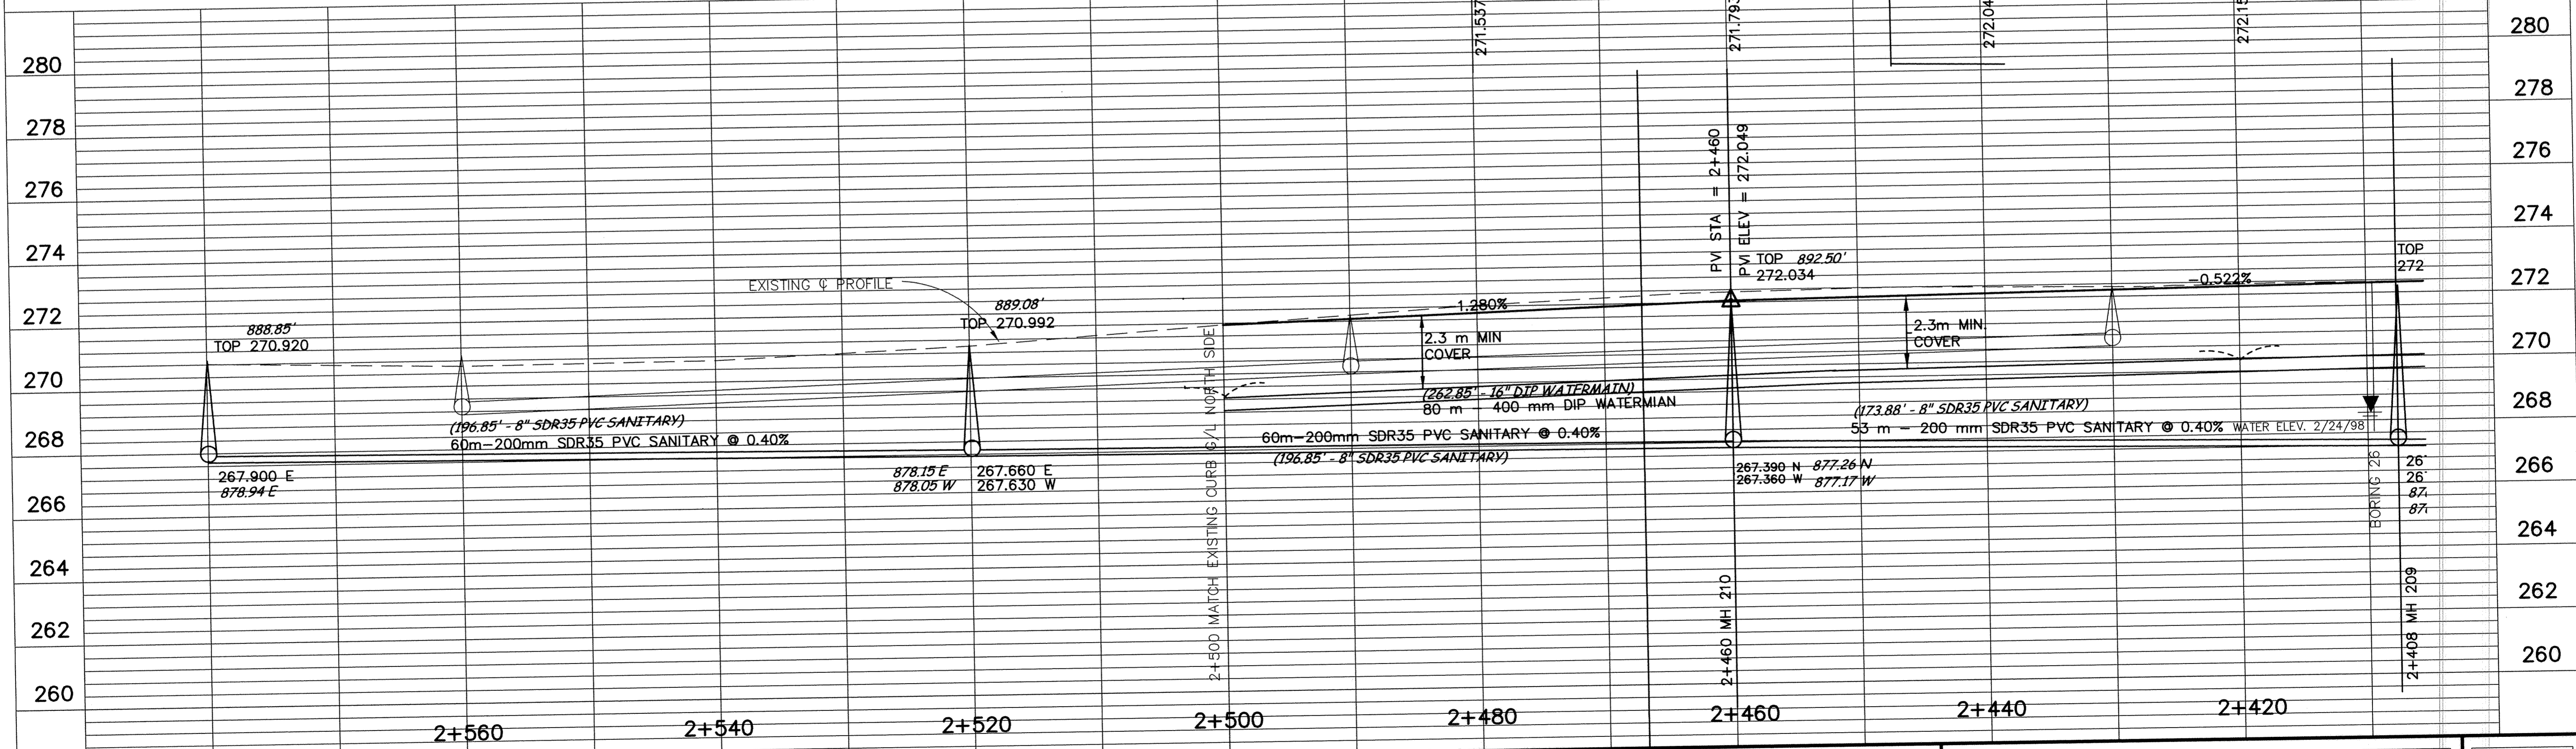 271.537
271.793
272.04
272.15
280
278
276
274
272
270
268
266
264
262
260
280
278
276
274
272
270
268
266
264
262
260
PVI STA = 2+460
PVI ELEV = 272.049
EXISTING ℄ PROFILE
888.85'
TOP 270.920
889.08'
TOP 270.992
1.280%
TOP 892.50'
272.034
-0.522%
TOP
272
2.3 m MIN
COVER
2.3m MIN.
COVER
(262.85' - 16" DIP WATERMAIN)
80 m - 400 mm DIP WATERMIAN
(196.85' - 8" SDR35 PVC SANITARY)
60m-200mm SDR35 PVC SANITARY @ 0.40%
60m-200mm SDR35 PVC SANITARY @ 0.40%
(196.85' - 8" SDR35 PVC SANITARY)
(173.88' - 8" SDR35 PVC SANITARY)
53 m - 200 mm SDR35 PVC SANITARY @ 0.40%
WATER ELEV. 2/24/98
267.900 E
878.94 E
878.15 E 267.660 E
878.05 W 267.630 W
267.390 N 877.26 N
267.360 W 877.17 W
26
26
87
87
2+500 MATCH EXISTING CURB G/L NORTH SIDE
2+460 MH 210
BORING 26
2+408 MH 209
2+560
2+540
2+520
2+500
2+480
2+460
2+440
2+420